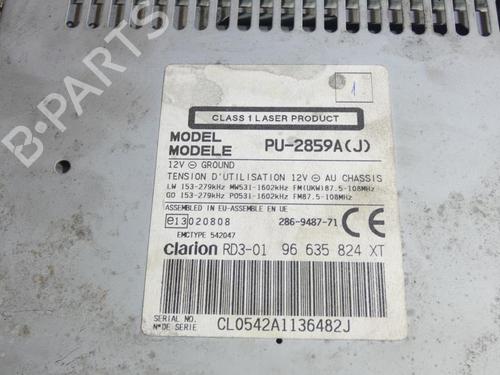 B-PARTS
1
CLASS 1 LASER PRODUCT
MODEL
MODELE PU-2859A(J)
12V ⊖ GROUND
TENSION D'UTILISATION 12V ⊖ AU CHASSIS
LW 153-279kHz MW531-1602kHz FM(UKW)87.5-108MHz
GO 153-279kHz PO531-1602kHz FM87.5-108MHz
ASSEMBLED IN EU-ASSEMBLE EN UE
e13 020808 286-9487-71 CE
EMCTYPE 542047
clarion RD3-01 96 635 824 XT
SERIAL NO.
N° DE SERIE CL0542A1136482J